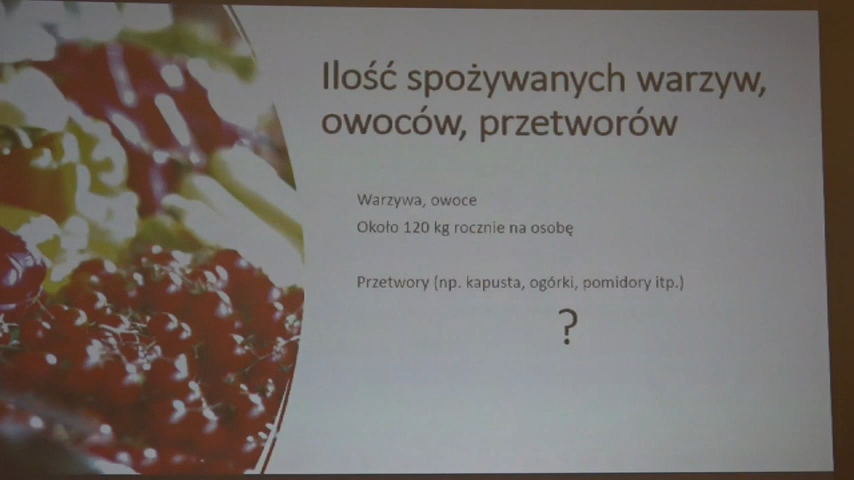 Ilość spożywanych warzyw,
owoców, przetworów
Warzywa, owoce
Około 120 kg rocznie na osobę
Przetwory (np. kapusta, ogórki, pomidory itp.)
?